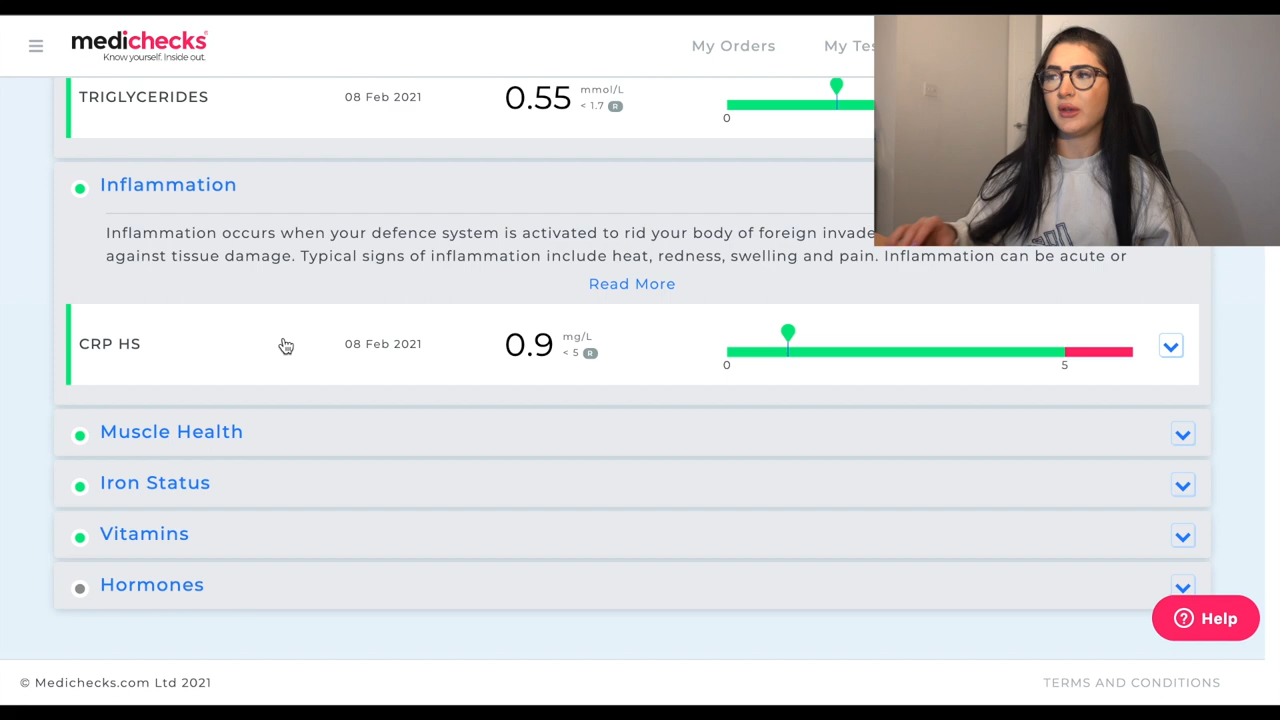 medichecks
Know yourself. Inside out.
My Orders
My Tes
TRIGLYCERIDES
08 Feb 2021
0.55
mmol/L
< 1.7 R
0
Inflammation
Inflammation occurs when your defence system is activated to rid your body of foreign invade
against tissue damage. Typical signs of inflammation include heat, redness, swelling and pain. Inflammation can be acute or
Read More
CRP HS
08 Feb 2021
0.9
mg/L
< 5 R
0
5
Muscle Health
Iron Status
Vitamins
Hormones
? Help
© Medichecks.com Ltd 2021
TERMS AND CONDITIONS